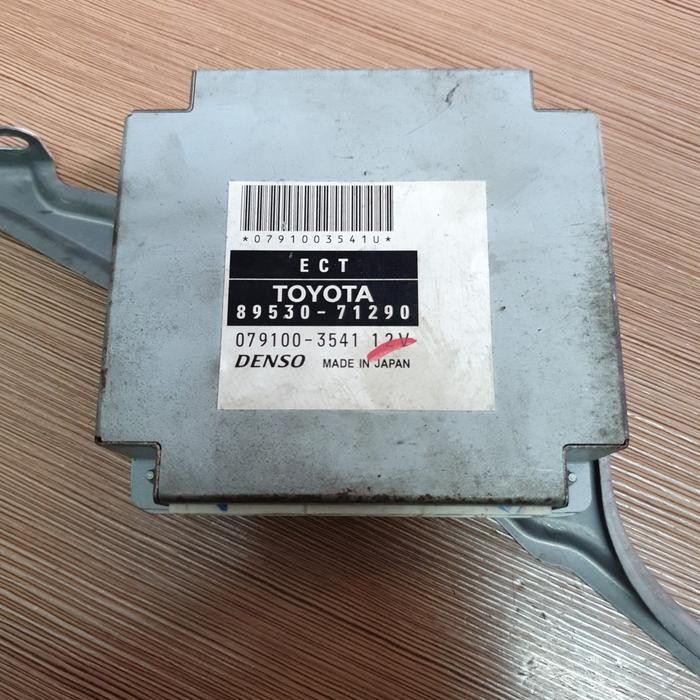 *0791003541U*
ECT
TOYOTA
89530-71290
079100-3541 12V
DENSO MADE IN JAPAN